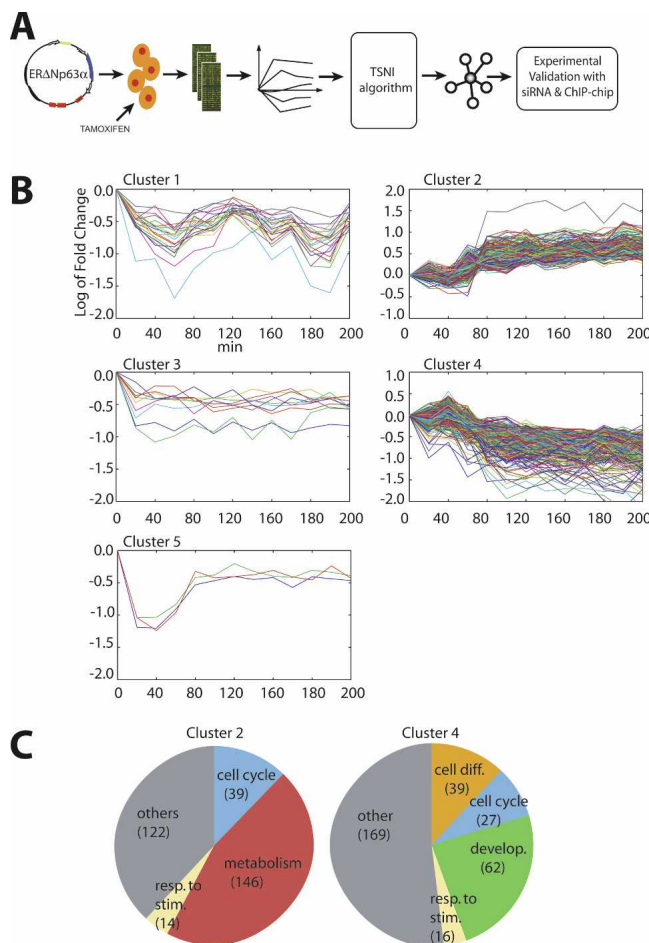 A
ERΔNp63α
TAMOXIFEN
TSNI
algorithm
Experimental
Validation with
siRNA & ChIP-chip
B
Cluster 1
Log of Fold Change
0.0
-0.5
-1.0
-1.5
-2.0
0 40 80 120 160 200
min
Cluster 2
2.0
1.5
1.0
0.5
0.0
-0.5
-1.0
0 40 80 120 160 200
Cluster 3
0.0
-0.5
-1.0
-1.5
-2.0
0 40 80 120 160 200
Cluster 4
1.0
0.5
0.0
-0.5
-1.0
-1.5
-2
0 40 80 120 160 200
Cluster 5
0.0
-0.5
-1.0
-1.5
-2.0
0 40 80 120 160 200
C
Cluster 2
cell cycle
(39)
others
(122)
metabolism
(146)
resp. to
stim.
(14)
Cluster 4
cell diff.
(39)
cell cycle
(27)
other
(169)
develop.
(62)
resp. to
stim.
(16)